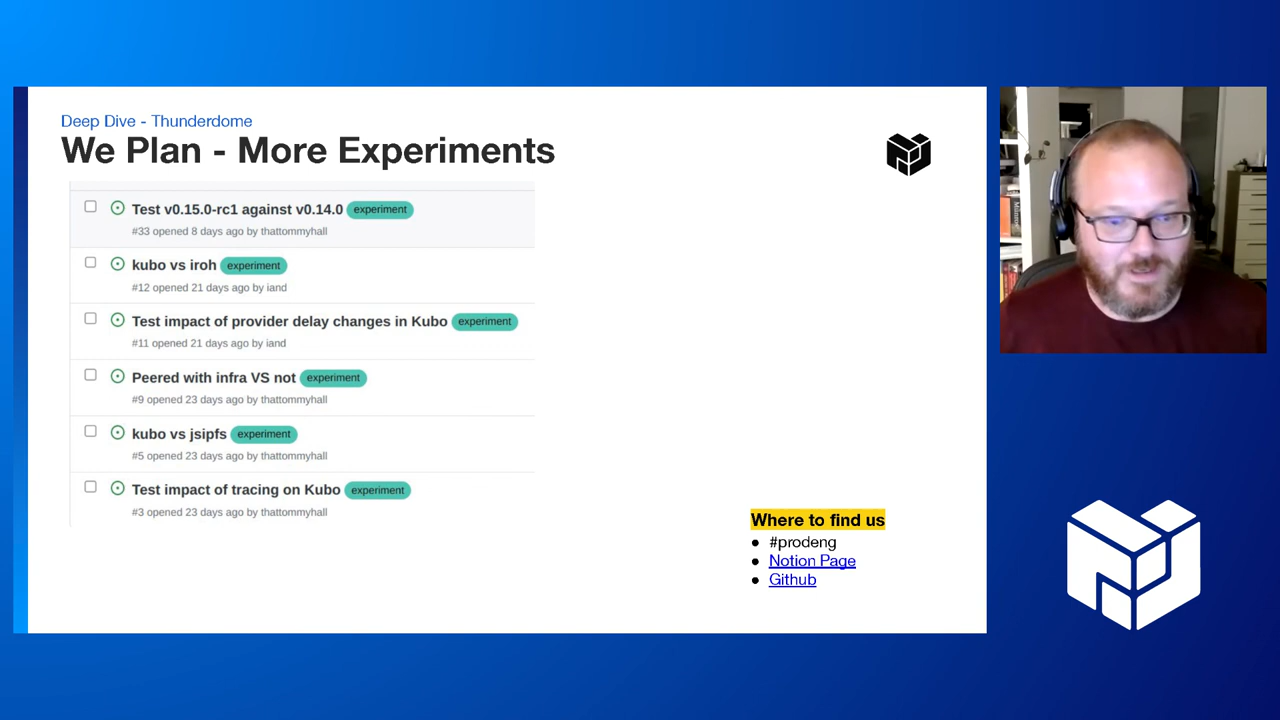 Deep Dive - Thunderdome
We Plan - More Experiments
Test v0.15.0-rc1 against v0.14.0 experiment
#33 opened 8 days ago by thattommyhall
kubo vs iroh experiment
#12 opened 21 days ago by iand
Test impact of provider delay changes in Kubo experiment
#11 opened 21 days ago by iand
Peered with infra VS not experiment
#9 opened 23 days ago by thattommyhall
kubo vs jsipfs experiment
#5 opened 23 days ago by thattommyhall
Test impact of tracing on Kubo experiment
#3 opened 23 days ago by thattommyhall
Where to find us
● #prodeng
● Notion Page
● Github